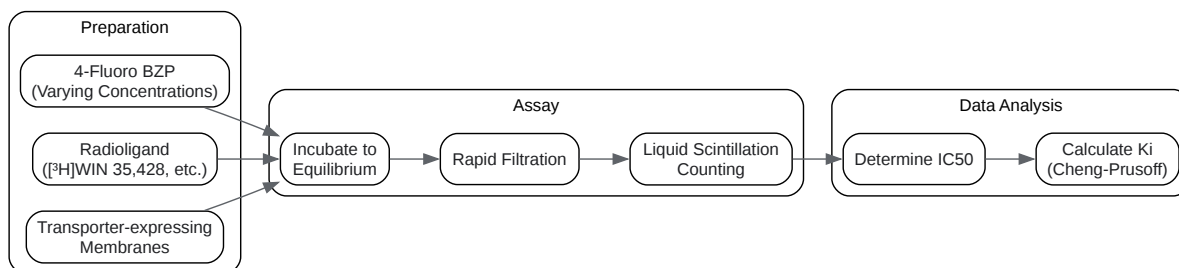 Preparation
4-Fluoro BZP
(Varying Concentrations)
Radioligand
([³H]WIN 35,428, etc.)
Transporter-expressing
Membranes
Assay
Incubate to
Equilibrium
Rapid Filtration
Liquid Scintillation
Counting
Data Analysis
Determine IC50
Calculate Ki
(Cheng-Prusoff)